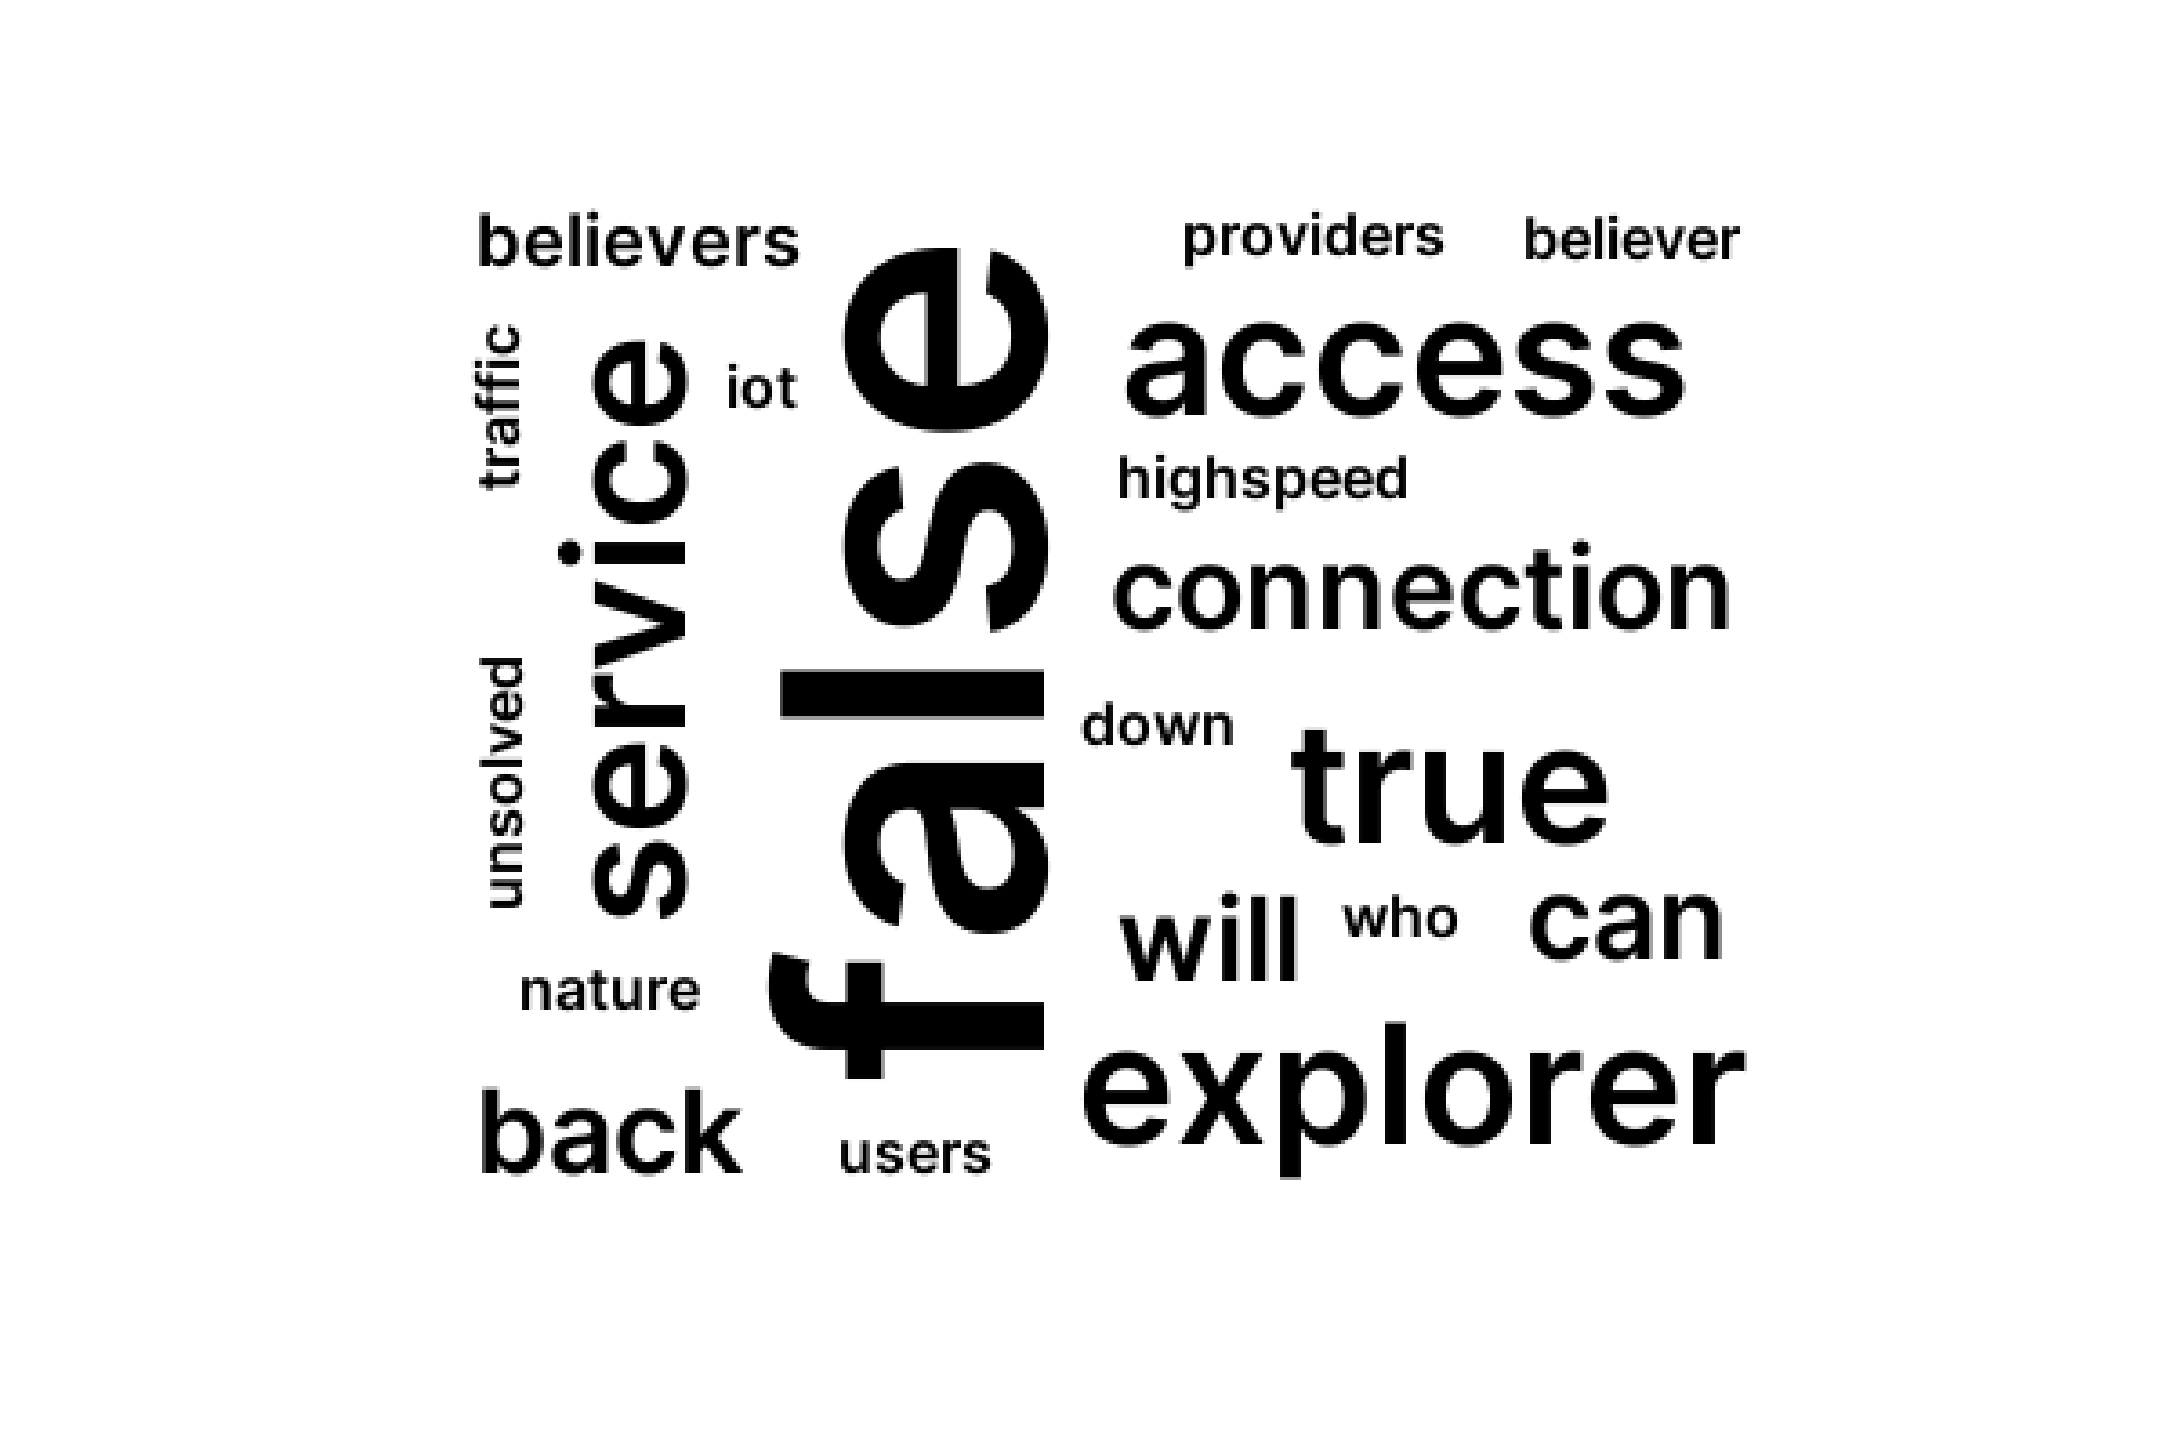 believers
providers
believer
traffic
service
iot
false
access
highspeed
connection
unsolved
down
true
will
who
can
nature
explorer
back
users